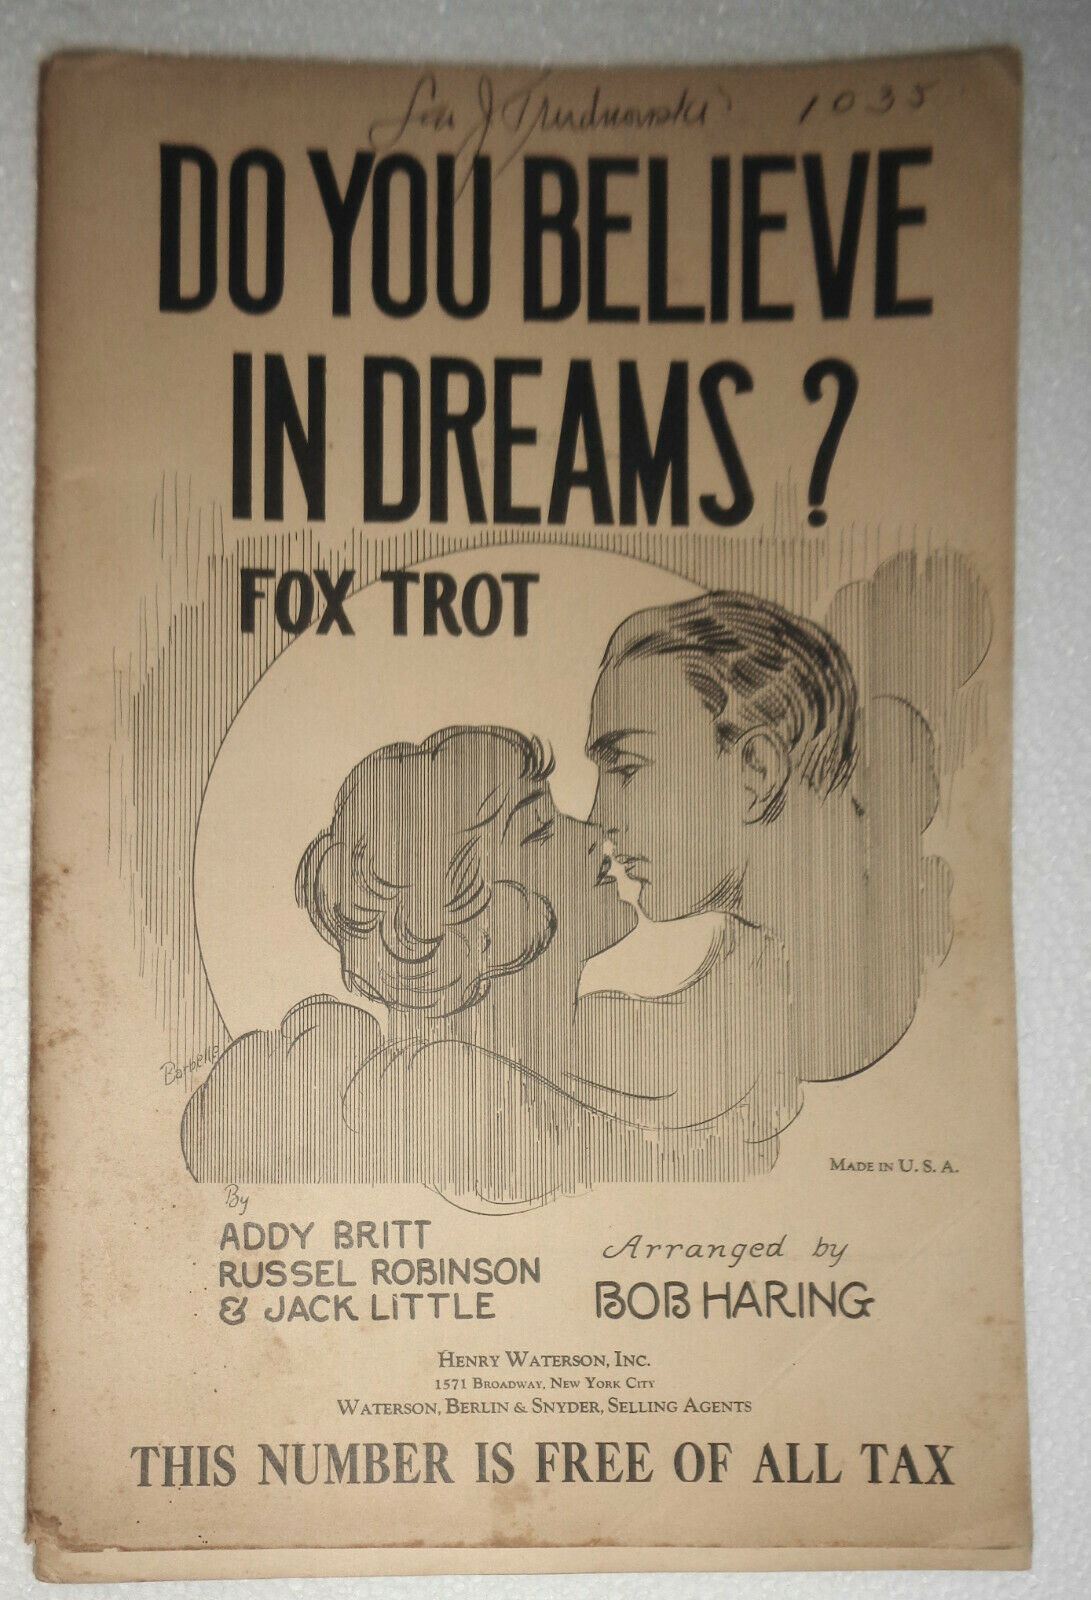 1035
DO YOU BELIEVE
IN DREAMS?
FOX TROT
Barbelle
MADE IN U. S. A.
By
ADDY BRITT
RUSSEL ROBINSON
& JACK LITTLE
Arranged by
BOB HARING
HENRY WATERSON, INC.
1571 BROADWAY, NEW YORK CITY
WATERSON, BERLIN & SNYDER, SELLING AGENTS
THIS NUMBER IS FREE OF ALL TAX